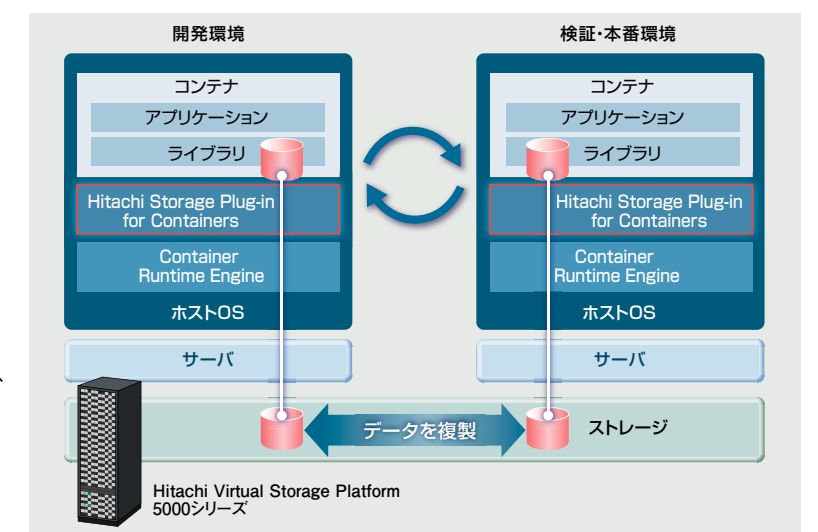 開発環境
検証・本番環境
コンテナ
アプリケーション
ライブラリ
Hitachi Storage Plug-in
for Containers
Container
Runtime Engine
ホストOS
サーバ
コンテナ
アプリケーション
ライブラリ
Hitachi Storage Plug-in
for Containers
Container
Runtime Engine
ホストOS
サーバ
、
データを複製
ストレージ
Hitachi Virtual Storage Platform
5000シリーズ